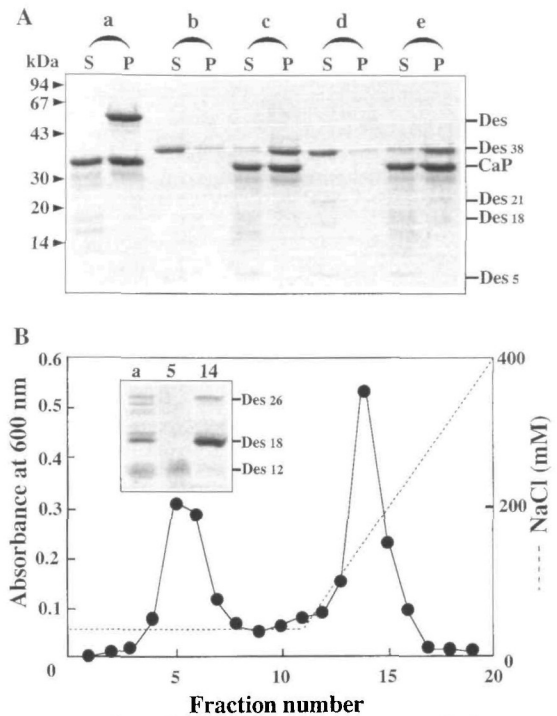 A
a b c d e
kDa S P S P S P S P S P
94
67
43
30
20
14
Des
Des 38
CaP
Des 21
Des 18
Des 5
B
0.6
0.5
0.4
0.3
0.2
0.1
0
Absorbance at 600 nm
a 5 14
Des 26
Des 18
Des 12
400
200
0
NaCl (mM)
5 10 15 20
Fraction number